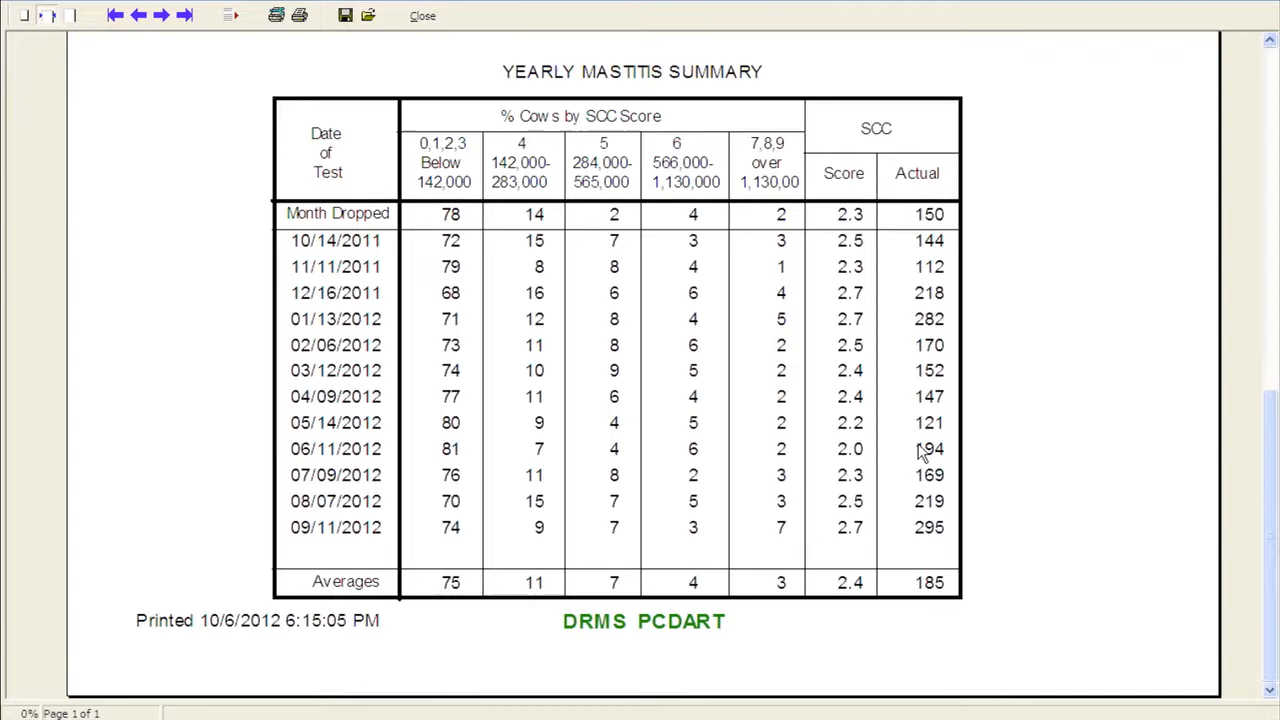 Close
YEARLY MASTITIS SUMMARY
Date of Test
% Cows by SCC Score
SCC
0,1,2,3 Below 142,000
4 142,000-283,000
5 284,000-565,000
6 566,000-1,130,000
7,8,9 over 1,130,00
Score
Actual
Month Dropped 78 14 2 4 2 2.3 150
10/14/2011 72 15 7 3 3 2.5 144
11/11/2011 79 8 8 4 1 2.3 112
12/16/2011 68 16 6 6 4 2.7 218
01/13/2012 71 12 8 4 5 2.7 282
02/06/2012 73 11 8 6 2 2.5 170
03/12/2012 74 10 9 5 2 2.4 152
04/09/2012 77 11 6 4 2 2.4 147
05/14/2012 80 9 4 5 2 2.2 121
06/11/2012 81 7 4 6 2 2.0
07/09/2012 76 11 8 2 3 2.3 169
08/07/2012 70 15 7 5 3 2.5 219
09/11/2012 74 9 7 3 7 2.7 295
Averages 75 11 7 4 3 2.4 185
Printed 10/6/2012 6:15:05 PM
DRMS PCDART
0% Page 1 of 1